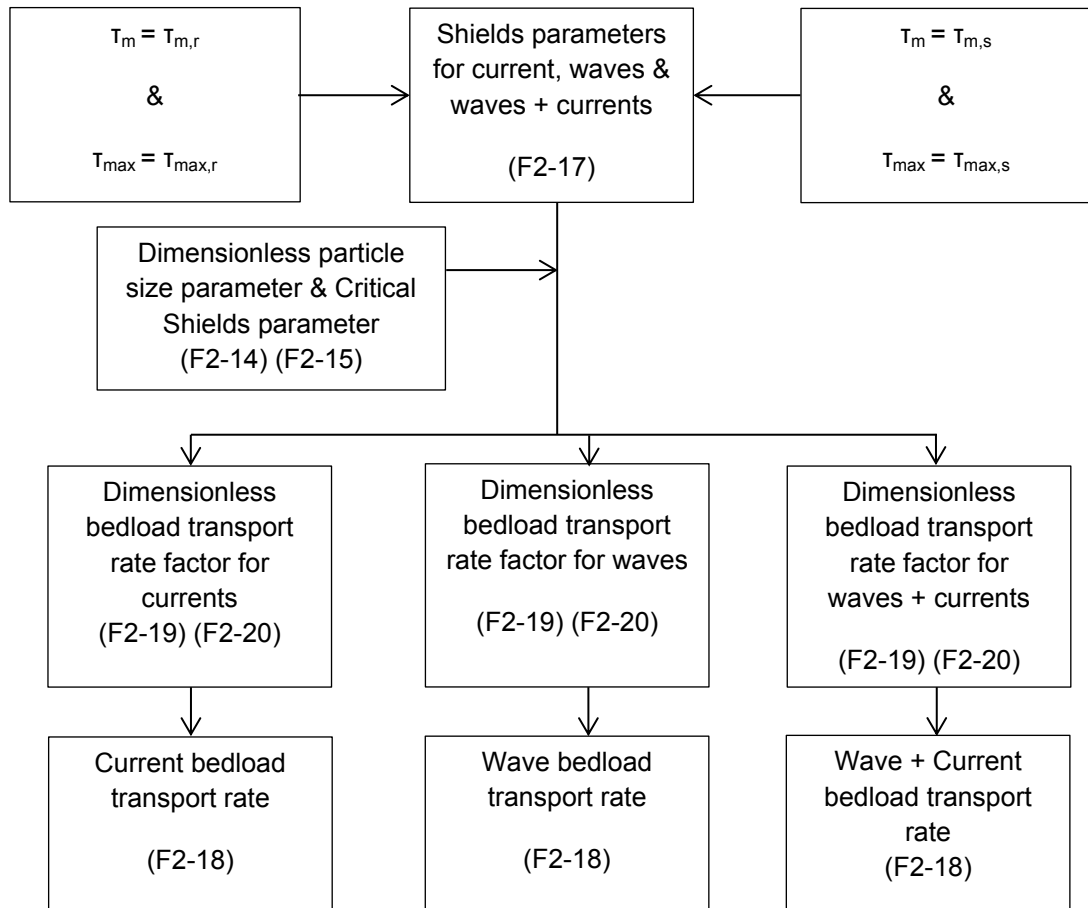 τm = τm,r
&
τmax = τmax,r
Shields parameters
for current, waves &
waves + currents
(F2-17)
τm = τm,s
&
τmax = τmax,s
Dimensionless particle
size parameter & Critical
Shields parameter
(F2-14) (F2-15)
Dimensionless
bedload transport
rate factor for
currents
(F2-19) (F2-20)
Dimensionless
bedload transport
rate factor for waves
(F2-19) (F2-20)
Dimensionless
bedload transport
rate factor for
waves + currents
(F2-19) (F2-20)
Current bedload
transport rate
(F2-18)
Wave bedload
transport rate
(F2-18)
Wave + Current
bedload transport
rate
(F2-18)